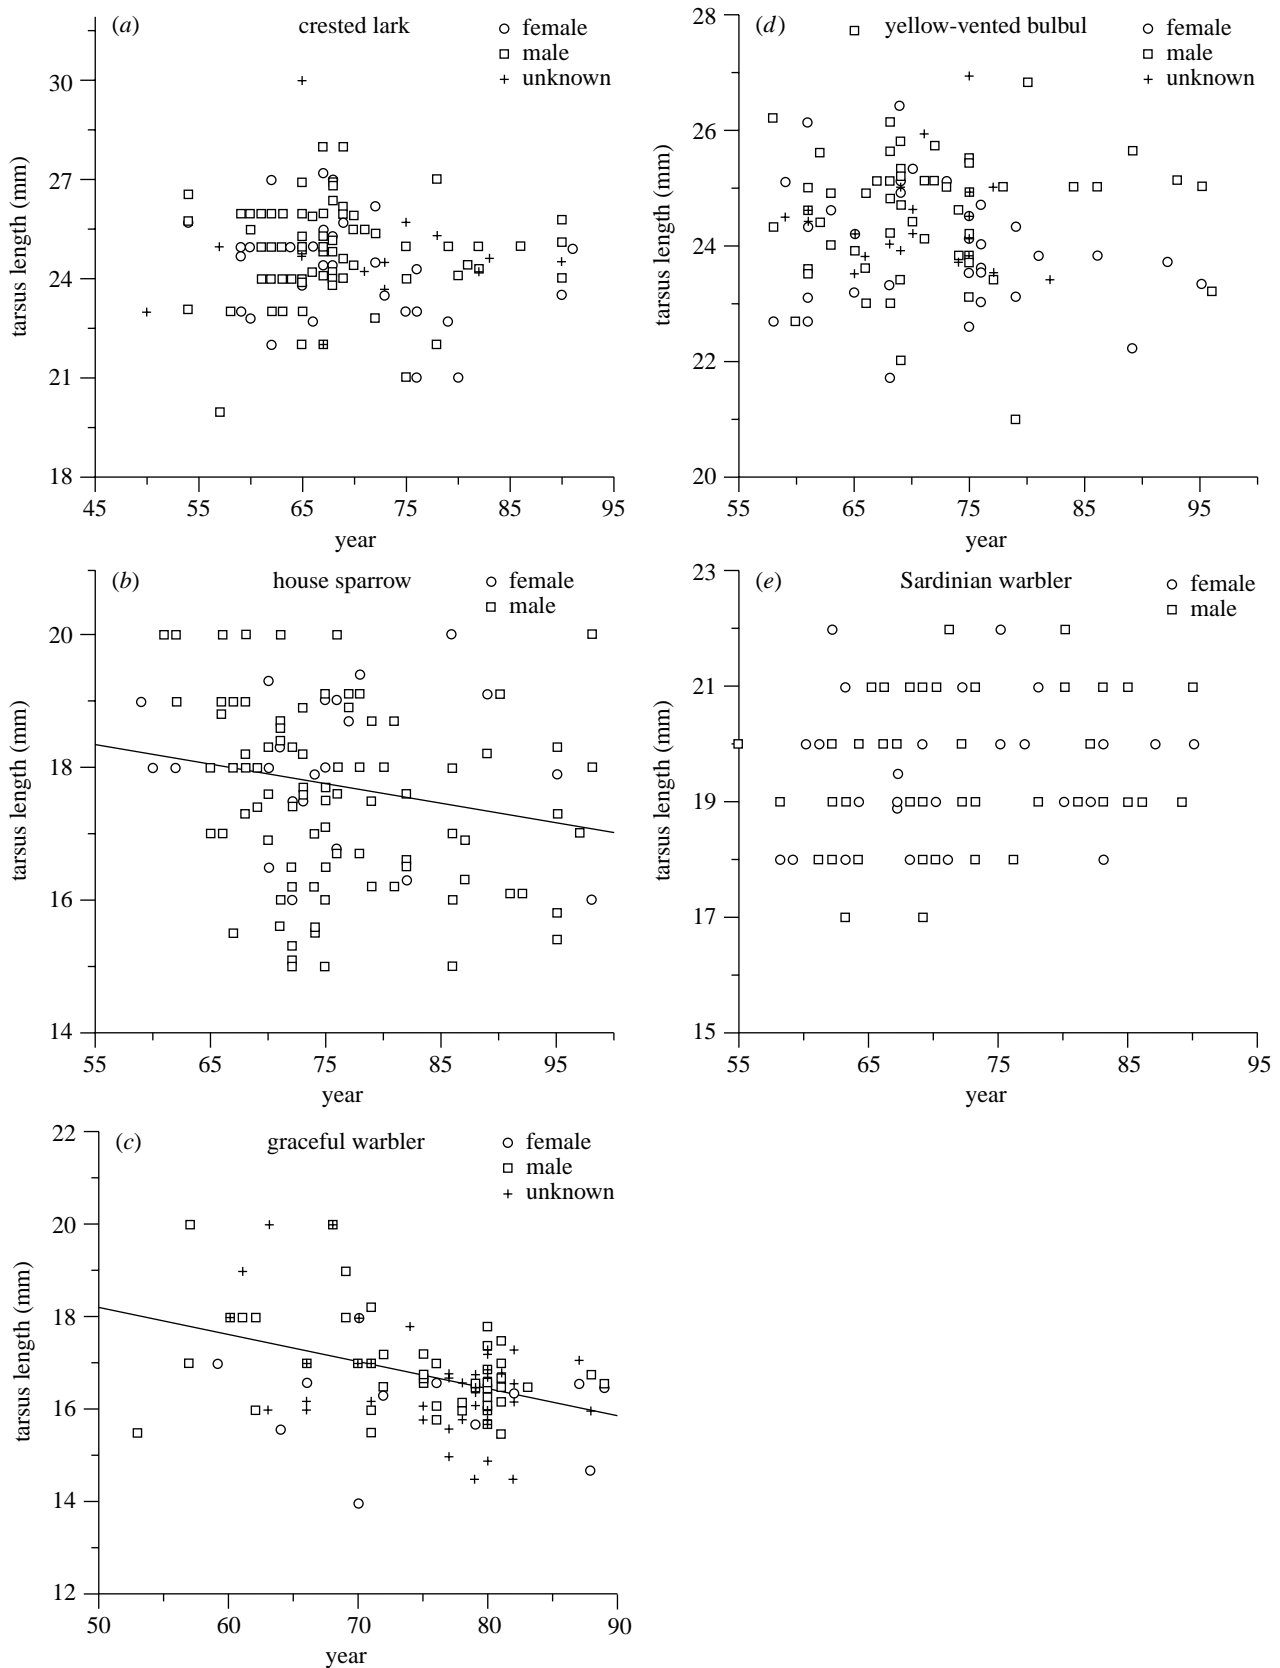 (a) crested lark
female
male
unknown
30
27
24
21
18
tarsus length (mm)
45 55 65 75 85 95
year
(d) yellow-vented bulbul
female
male
unknown
28
26
24
22
20
tarsus length (mm)
55 65 75 85 95
year
(b) house sparrow
female
male
20
18
16
14
tarsus length (mm)
55 65 75 85 95
year
(e) Sardinian warbler
female
male
23
21
19
17
15
tarsus length (mm)
55 65 75 85 95
year
(c) graceful warbler
female
male
unknown
22
20
18
16
14
12
tarsus length (mm)
50 60 70 80 90
year